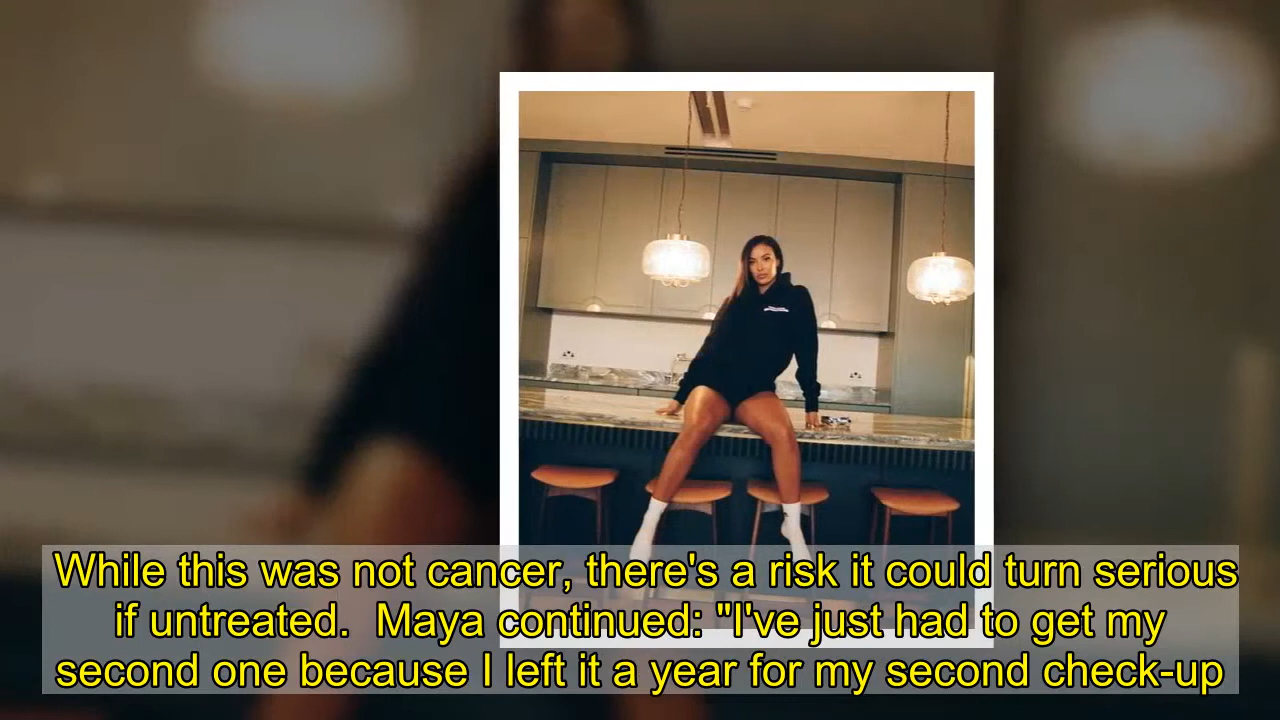 While this was not cancer, there's a risk it could turn serious
if untreated.  Maya continued: "I've just had to get my
second one because I left it a year for my second check-up